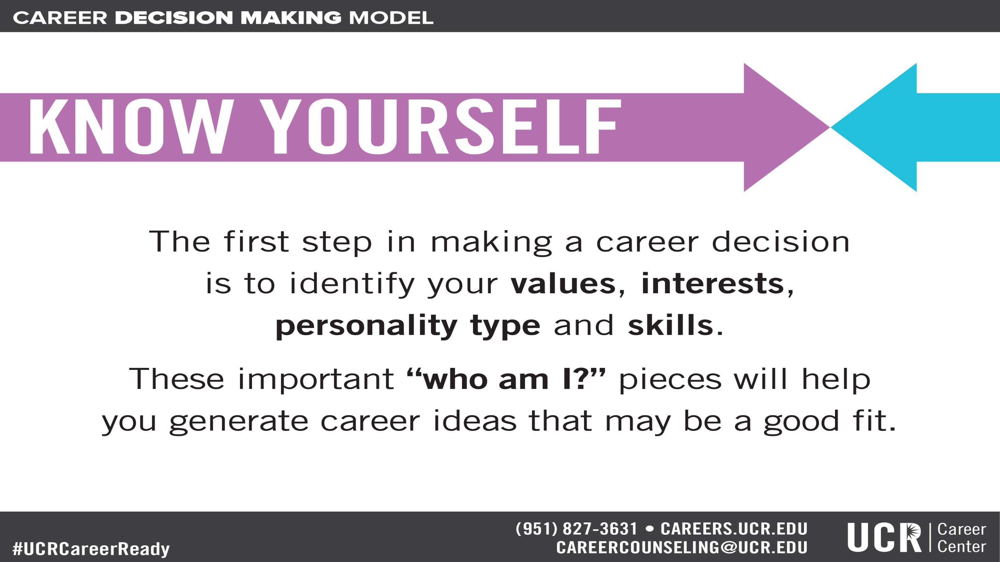 CAREER DECISION MAKING MODEL
KNOW YOURSELF
The first step in making a career decision
is to identify your values, interests,
personality type and skills.
These important “who am I?” pieces will help
you generate career ideas that may be a good fit.
#UCRCareerReady
(951) 827-3631 • CAREERS.UCR.EDU
CAREERCOUNSELING@UCR.EDU
UCR
Career
Center